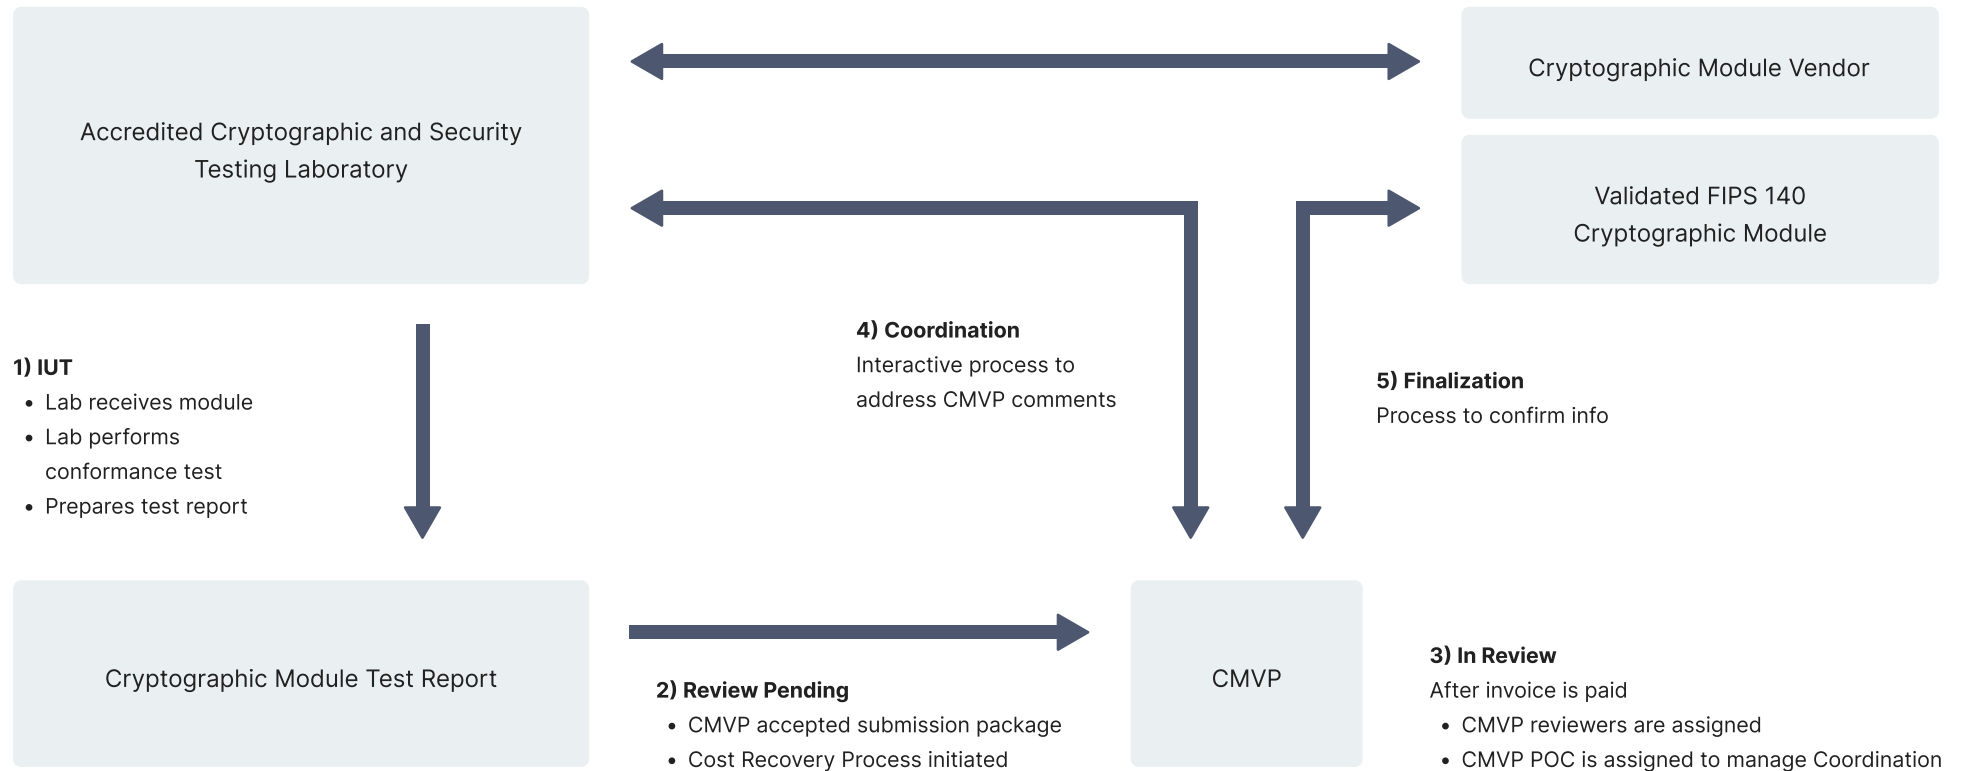 Accredited Cryptographic and Security
Testing Laboratory
Cryptographic Module Vendor
Validated FIPS 140
Cryptographic Module
1) IUT
• Lab receives module
• Lab performs
conformance test
• Prepares test report
4) Coordination
Interactive process to
address CMVP comments
5) Finalization
Process to confirm info
Cryptographic Module Test Report
2) Review Pending
• CMVP accepted submission package
• Cost Recovery Process initiated
CMVP
3) In Review
After invoice is paid
• CMVP reviewers are assigned
• CMVP POC is assigned to manage Coordination